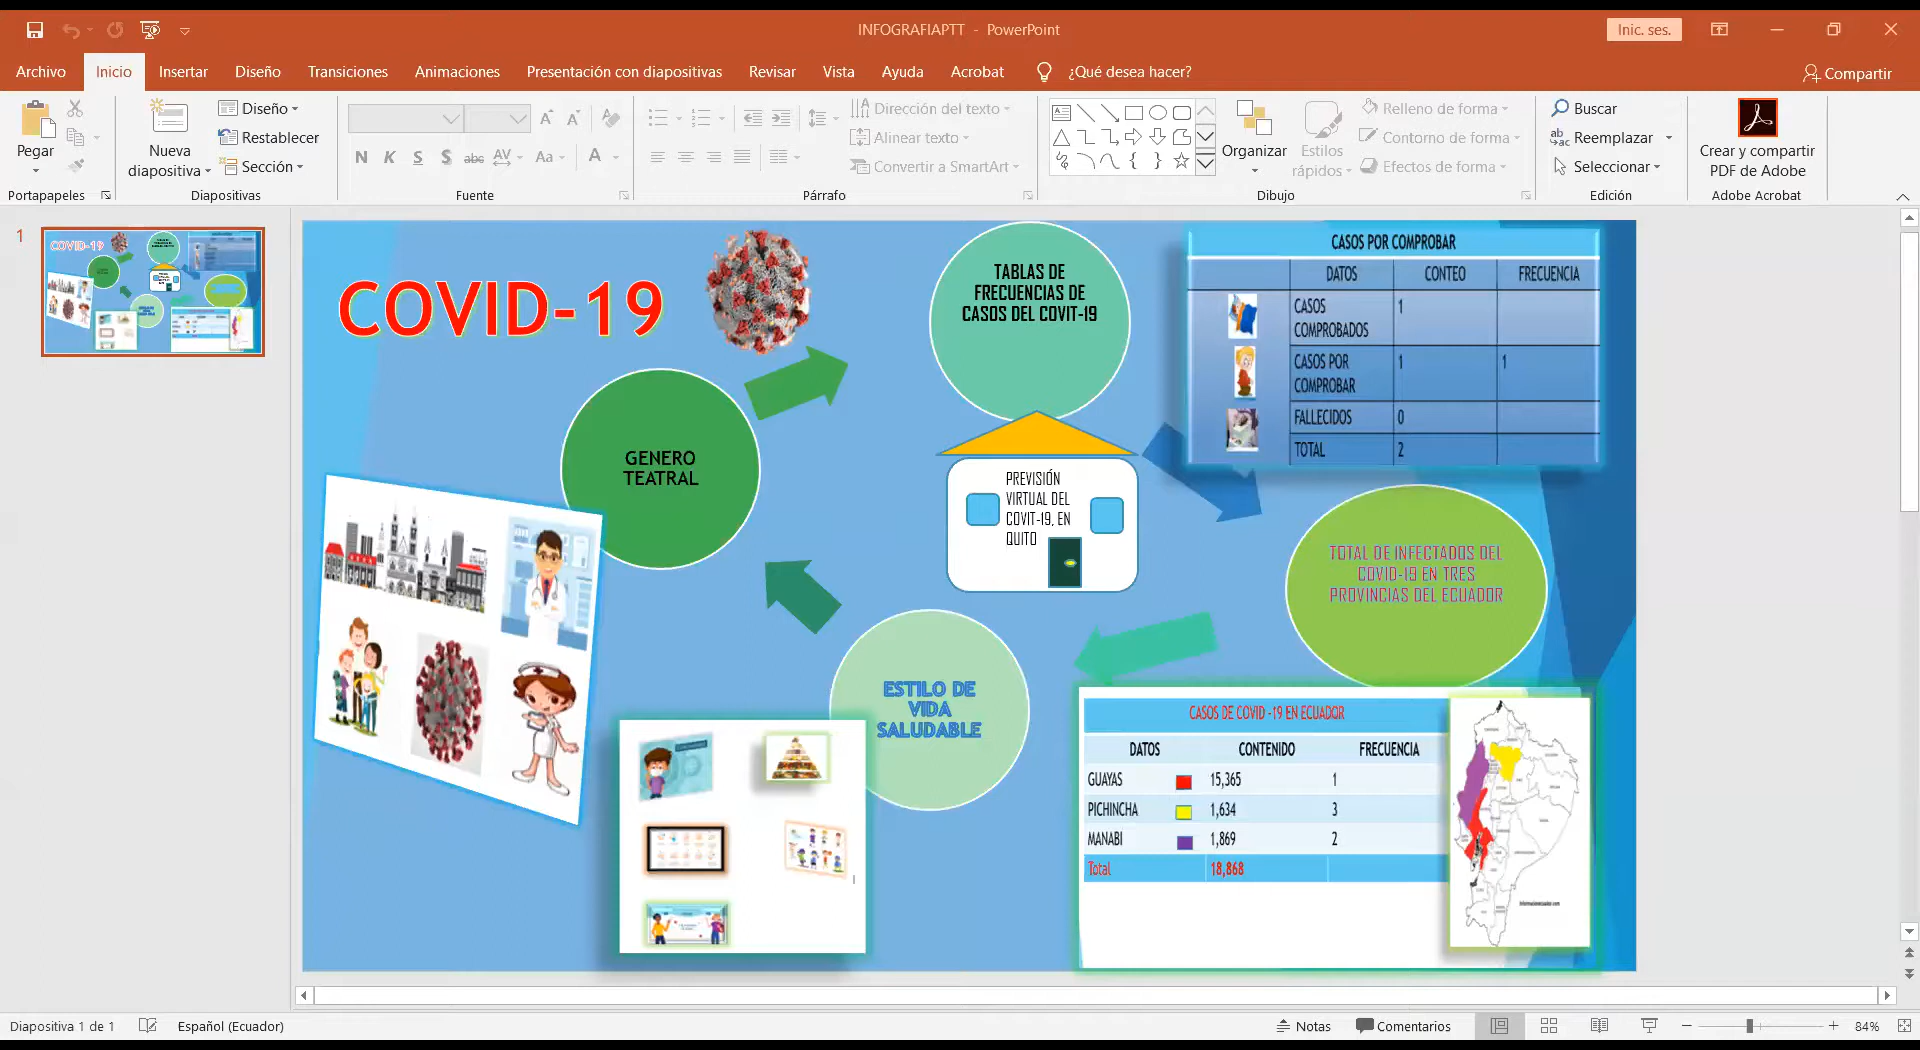 INFOGRAFIAPTT - PowerPoint
Inic. ses.
Archivo Inicio Insertar Diseño Transiciones Animaciones Presentación con diapositivas Revisar Vista Ayuda Acrobat ¿Qué desea hacer? Compartir
Pegar
Portapapeles
Nueva diapositiva
Diseño
Restablecer
Sección
Diapositivas
N K S S abc AV Aa A
Fuente
Dirección del texto
Alinear texto
Convertir a SmartArt
Párrafo
Organizar
Estilos rápidos
Relleno de forma
Contorno de forma
Efectos de forma
Dibujo
Buscar
Reemplazar
Seleccionar
Edición
Crear y compartir
PDF de Adobe
Adobe Acrobat
1
COVID-19
TABLAS DE
FRECUENCIAS DE
CASOS DEL COVIT-19
CASOS POR COMPROBAR
DATOS CONTEO FRECUENCIA
CASOS COMPROBADOS 1
CASOS POR COMPROBAR 1 1
FALLECIDOS 0
TOTAL 2
GENERO
TEATRAL
PREVISIÓN
VIRTUAL DEL
COVIT-19, EN
QUITO
TOTAL DE INFECTADOS DEL
COVID-19 EN TRES
PROVINCIAS DEL ECUADOR
ESTILO DE
VIDA
SALUDABLE
CASOS DE COVID -19 EN ECUADOR
DATOS CONTENIDO FRECUENCIA
GUAYAS 15,365 1
PICHINCHA 1,634 3
MANABI 1,869 2
Total 18,868
Diapositiva 1 de 1 Español (Ecuador) Notas Comentarios 84%